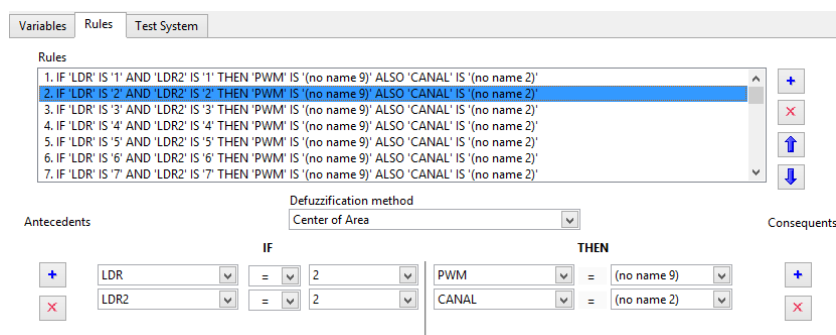 Variables Rules Test System
Rules
1. IF 'LDR' IS '1' AND 'LDR2' IS '1' THEN 'PWM' IS '(no name 9)' ALSO 'CANAL' IS '(no name 2)'
2. IF 'LDR' IS '2' AND 'LDR2' IS '2' THEN 'PWM' IS '(no name 9)' ALSO 'CANAL' IS '(no name 2)'
3. IF 'LDR' IS '3' AND 'LDR2' IS '3' THEN 'PWM' IS '(no name 9)' ALSO 'CANAL' IS '(no name 2)'
4. IF 'LDR' IS '4' AND 'LDR2' IS '4' THEN 'PWM' IS '(no name 9)' ALSO 'CANAL' IS '(no name 2)'
5. IF 'LDR' IS '5' AND 'LDR2' IS '5' THEN 'PWM' IS '(no name 9)' ALSO 'CANAL' IS '(no name 2)'
6. IF 'LDR' IS '6' AND 'LDR2' IS '6' THEN 'PWM' IS '(no name 9)' ALSO 'CANAL' IS '(no name 2)'
7. IF 'LDR' IS '7' AND 'LDR2' IS '7' THEN 'PWM' IS '(no name 9)' ALSO 'CANAL' IS '(no name 2)'
Defuzzification method
Antecedents Center of Area Consequents
IF THEN
LDR = 2 PWM = (no name 9)
LDR2 = 2 CANAL = (no name 2)